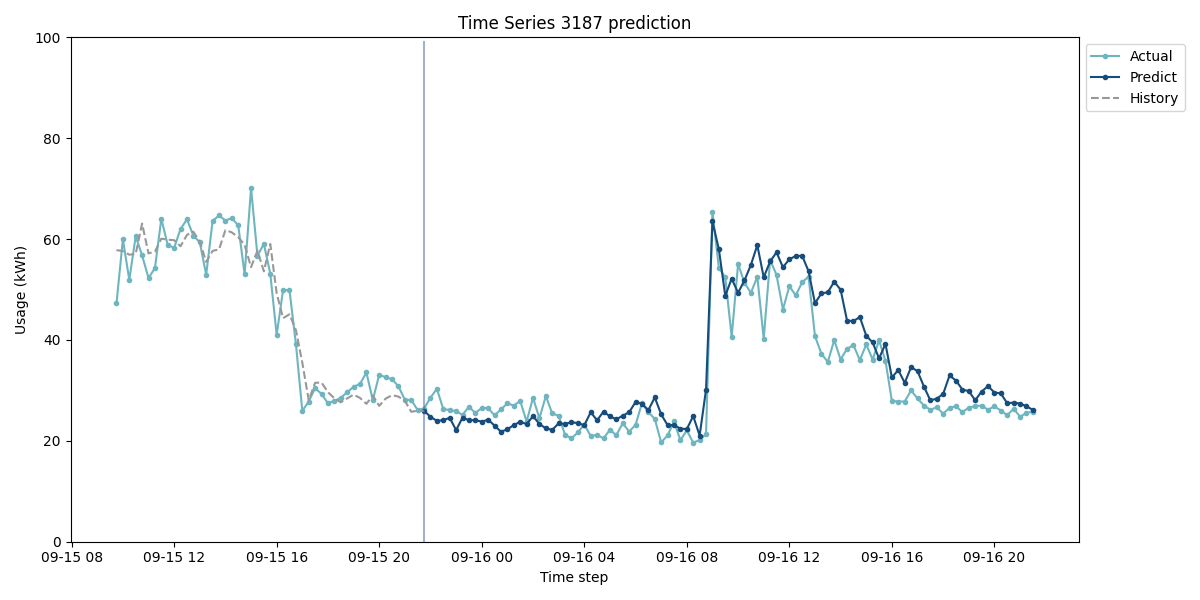 Time Series 3187 prediction
Actual
Predict
History
Usage (kWh)
100
80
60
40
20
0
09-15 08
09-15 12
09-15 16
09-15 20
09-16 00
09-16 04
09-16 08
09-16 12
09-16 16
09-16 20
Time step